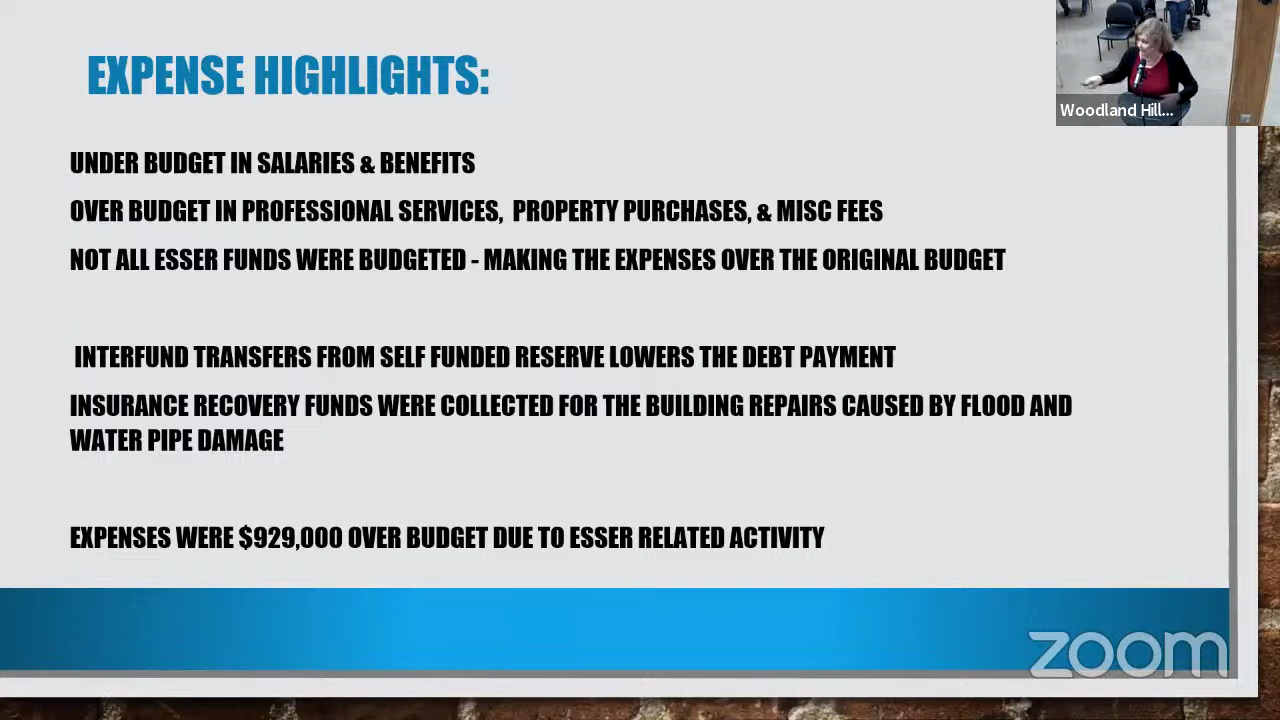 EXPENSE HIGHLIGHTS:
Woodland Hill...
UNDER BUDGET IN SALARIES & BENEFITS
OVER BUDGET IN PROFESSIONAL SERVICES, PROPERTY PURCHASES, & MISC FEES
NOT ALL ESSER FUNDS WERE BUDGETED - MAKING THE EXPENSES OVER THE ORIGINAL BUDGET
INTERFUND TRANSFERS FROM SELF FUNDED RESERVE LOWERS THE DEBT PAYMENT
INSURANCE RECOVERY FUNDS WERE COLLECTED FOR THE BUILDING REPAIRS CAUSED BY FLOOD AND
WATER PIPE DAMAGE
EXPENSES WERE $929,000 OVER BUDGET DUE TO ESSER RELATED ACTIVITY
zoom